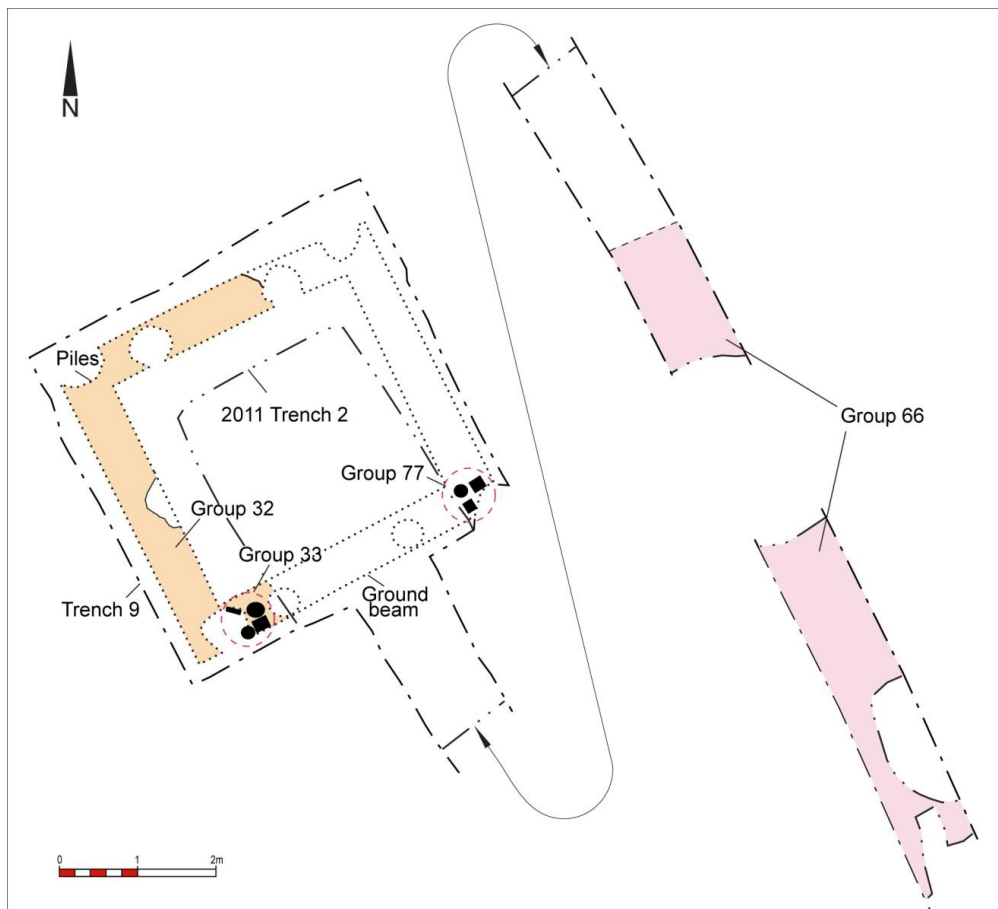 N
Piles
2011 Trench 2
Group 66
Group 77
Group 32
Group 33
Trench 9
Ground
beam
0 1 2m